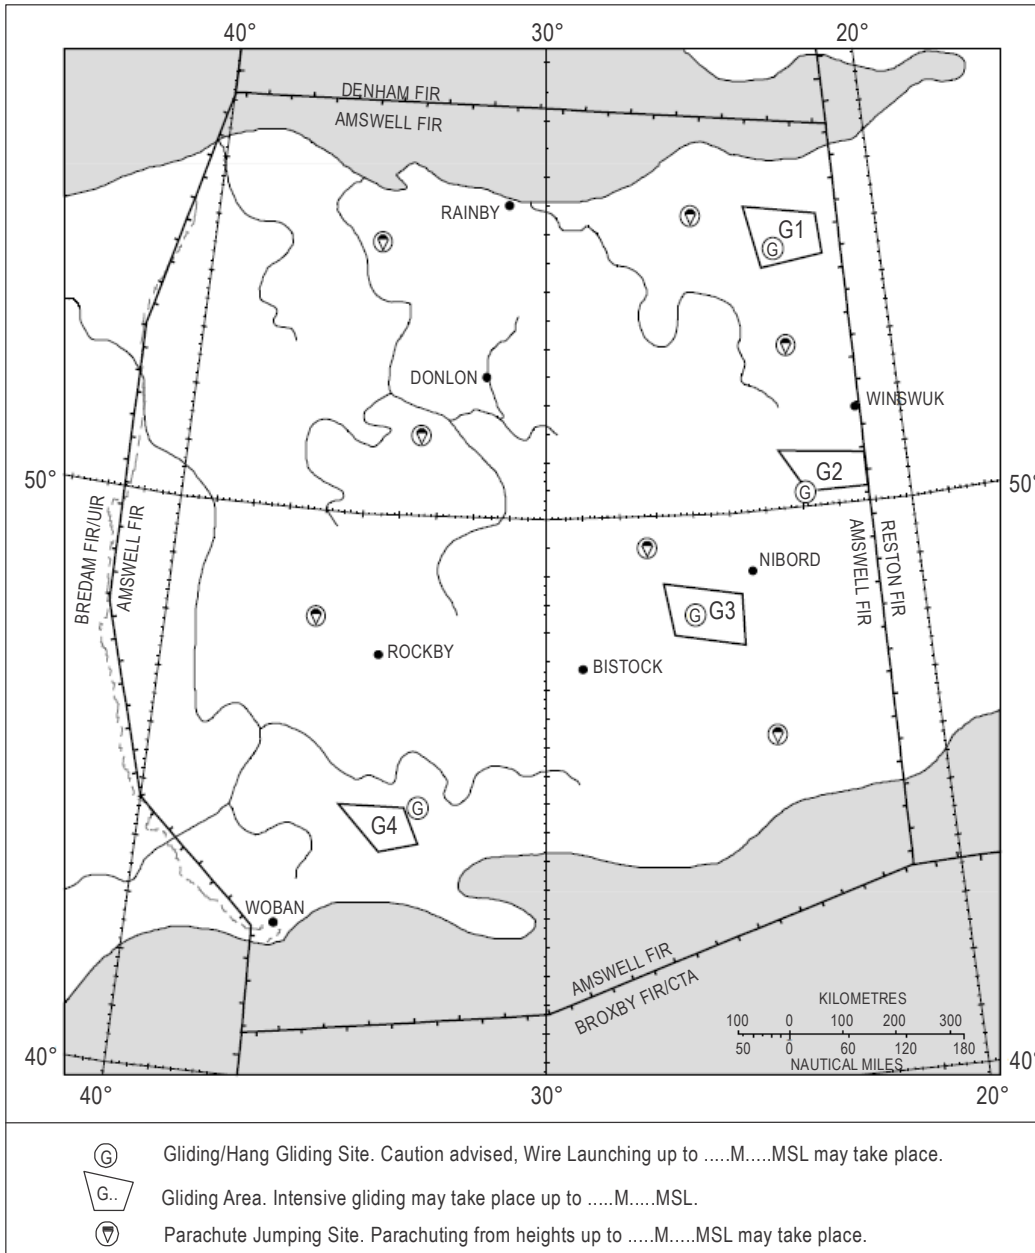 40° 30° 20°
DENHAM FIR
AMSWELL FIR
RAINBY
G1
G
DONLON
WINSWUK
G2
G
50° 50°
BREDAM FIR/UIR
AMSWELL FIR
AMSWELL FIR
RESTON FIR
NIBORD
G G3
ROCKBY
BISTOCK
G
G4
WOBAN
AMSWELL FIR
BROXBY FIR/CTA
KILOMETRES
100 0 100 200 300
50 0 60 120 180
NAUTICAL MILES
40° 40°
40° 30° 20°
G Gliding/Hang Gliding Site. Caution advised, Wire Launching up to .....M.....MSL may take place.
G.. Gliding Area. Intensive gliding may take place up to .....M.....MSL.
Parachute Jumping Site. Parachuting from heights up to .....M.....MSL may take place.